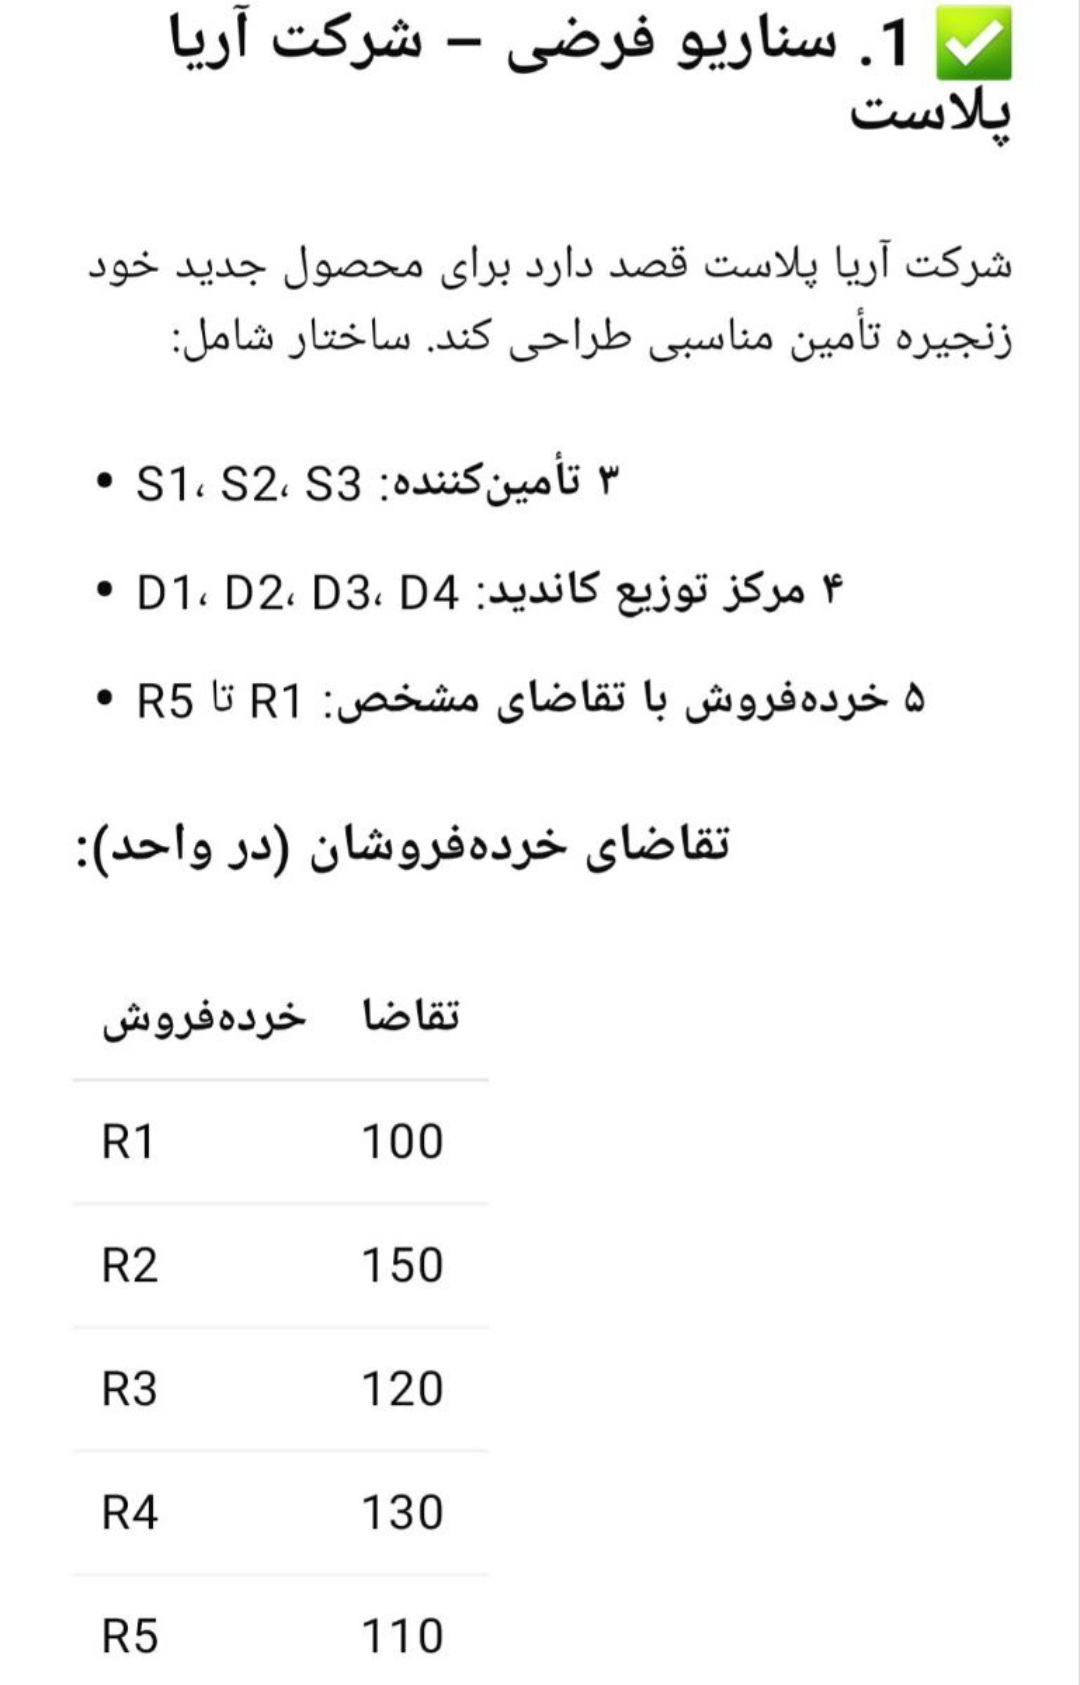 ✅ 1. سناریو فرضی – شرکت آریا
پلاست
شرکت آریا پلاست قصد دارد برای محصول جدید خود
زنجیره تأمین مناسبی طراحی کند. ساختار شامل:
• ۳ تأمین‌کننده: S1، S2، S3
• ۴ مرکز توزیع کاندید: D1، D2، D3، D4
• ۵ خرده‌فروش با تقاضای مشخص: R1 تا R5
تقاضای خرده‌فروشان (در واحد):
خرده‌فروش تقاضا
R1 100
R2 150
R3 120
R4 130
R5 110